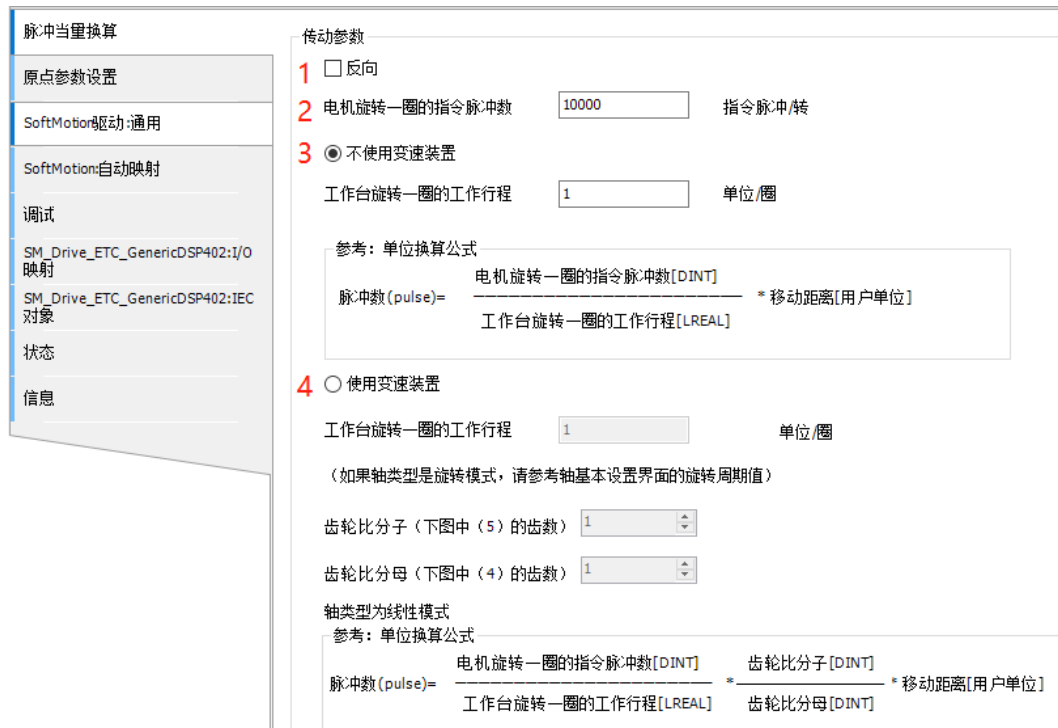 脉冲当量换算
原点参数设置
SoftMotion驱动:通用
SoftMotion:自动映射
调试
SM_Drive_ETC_GenericDSP402:I/O
映射
SM_Drive_ETC_GenericDSP402:IEC
对象
状态
信息
传动参数
1 反向
2 电机旋转一圈的指令脉冲数 10000 指令脉冲/转
3 不使用变速装置
工作台旋转一圈的工作行程 1 单位/圈
参考：单位换算公式
电机旋转一圈的指令脉冲数[DINT]
脉冲数(pulse)= ———————————————— *移动距离[用户单位]
工作台旋转一圈的工作行程[LREAL]
4 使用变速装置
工作台旋转一圈的工作行程 1 单位/圈
（如果轴类型是旋转模式，请参考轴基本设置界面的旋转周期值）
齿轮比分子（下图中（5）的齿数） 1
齿轮比分母（下图中（4）的齿数） 1
轴类型为线性模式
参考：单位换算公式
电机旋转一圈的指令脉冲数[DINT] 齿轮比分子[DINT]
脉冲数(pulse)= ———————————————— *———————— *移动距离[用户单位]
工作台旋转一圈的工作行程[LREAL] 齿轮比分母[DINT]